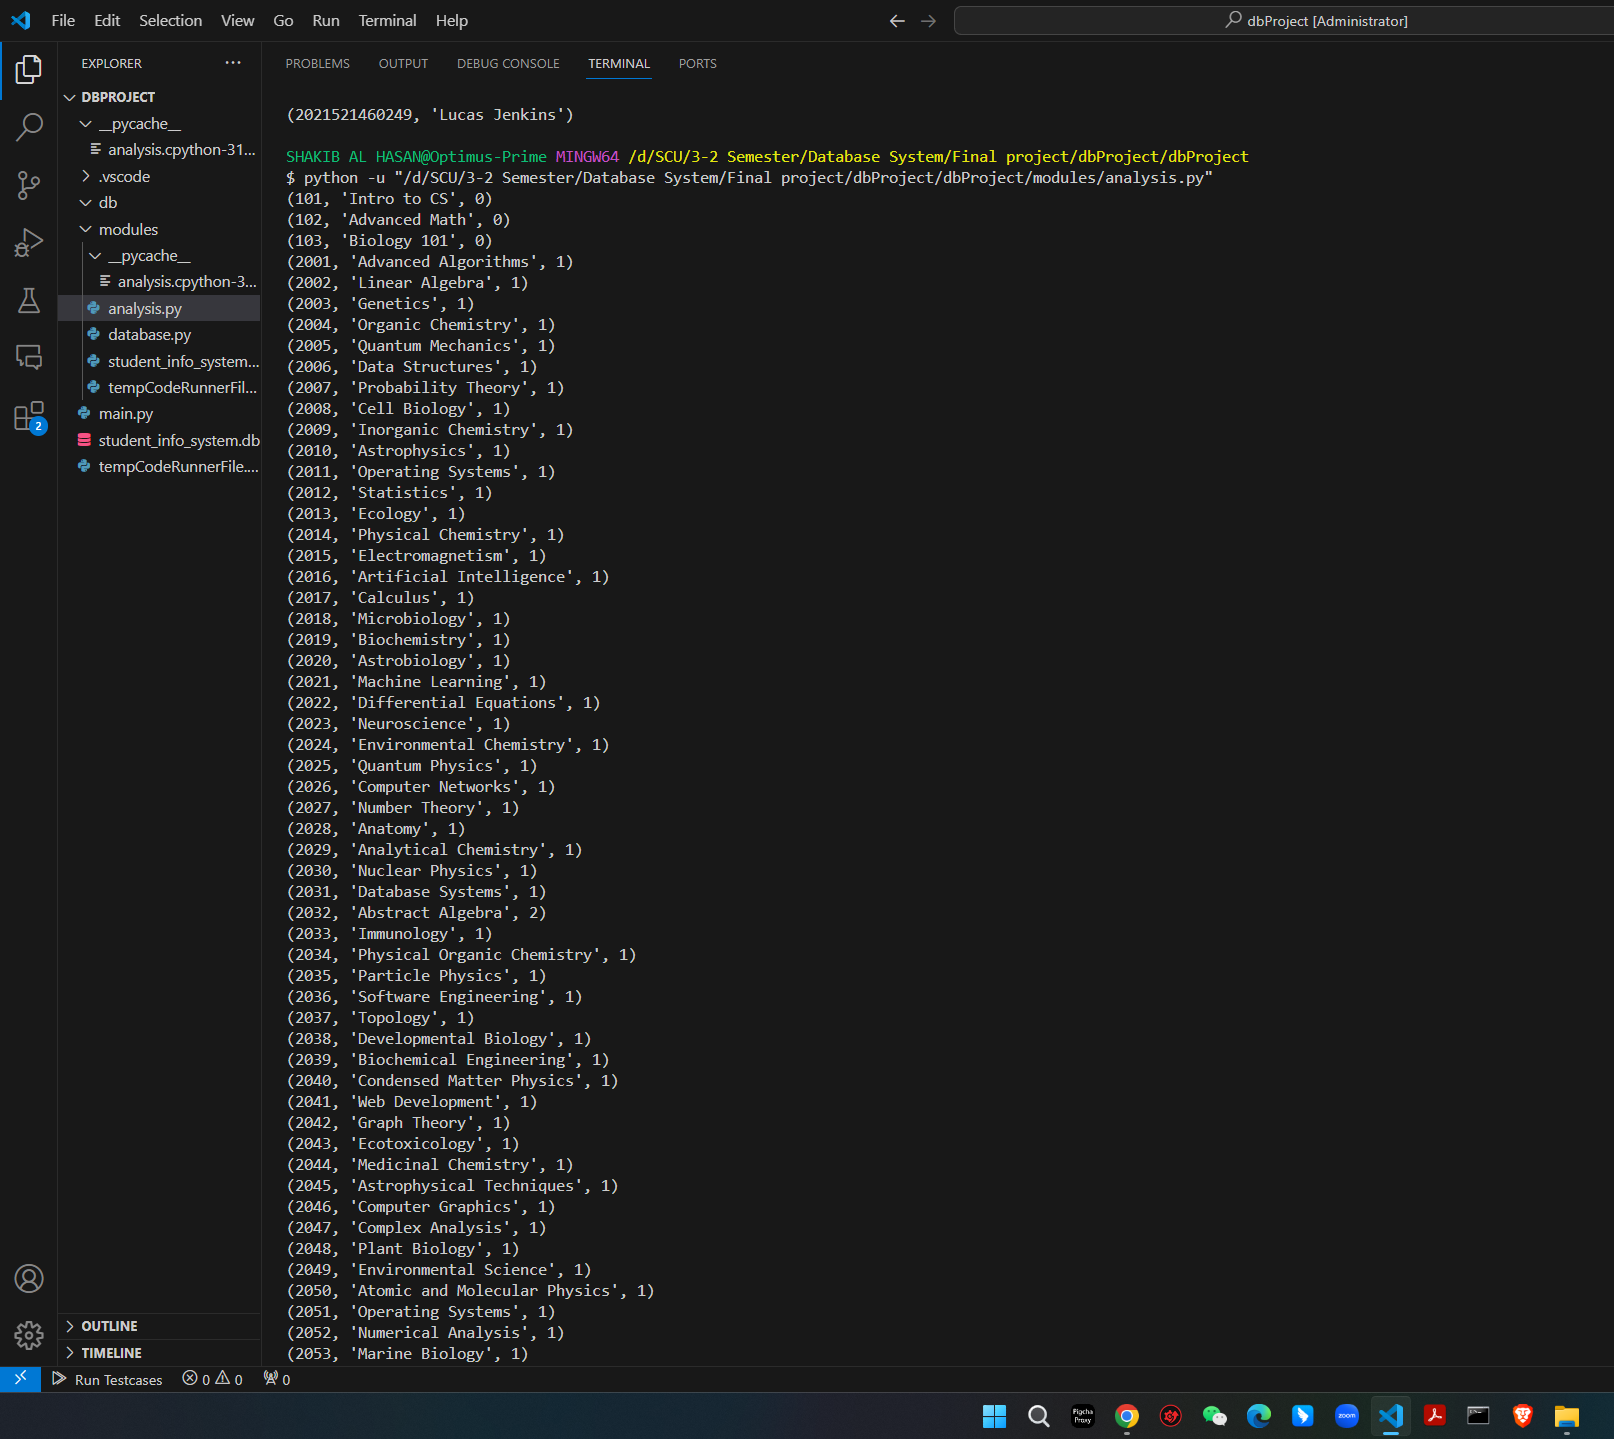 File Edit Selection View Go Run Terminal Help
dbProject [Administrator]
EXPLORER
DBPROJECT
__pycache__
analysis.cpython-31...
.vscode
db
modules
__pycache__
analysis.cpython-3...
analysis.py
database.py
student_info_system...
tempCodeRunnerFil...
main.py
student_info_system.db
tempCodeRunnerFile....
2
OUTLINE
TIMELINE
PROBLEMS OUTPUT DEBUG CONSOLE TERMINAL PORTS
(2021521460249, 'Lucas Jenkins')
SHAKIB AL HASAN@Optimus-Prime MINGW64 /d/SCU/3-2 Semester/Database System/Final project/dbProject/dbProject
$ python -u "/d/SCU/3-2 Semester/Database System/Final project/dbProject/dbProject/modules/analysis.py"
(101, 'Intro to CS', 0)
(102, 'Advanced Math', 0)
(103, 'Biology 101', 0)
(2001, 'Advanced Algorithms', 1)
(2002, 'Linear Algebra', 1)
(2003, 'Genetics', 1)
(2004, 'Organic Chemistry', 1)
(2005, 'Quantum Mechanics', 1)
(2006, 'Data Structures', 1)
(2007, 'Probability Theory', 1)
(2008, 'Cell Biology', 1)
(2009, 'Inorganic Chemistry', 1)
(2010, 'Astrophysics', 1)
(2011, 'Operating Systems', 1)
(2012, 'Statistics', 1)
(2013, 'Ecology', 1)
(2014, 'Physical Chemistry', 1)
(2015, 'Electromagnetism', 1)
(2016, 'Artificial Intelligence', 1)
(2017, 'Calculus', 1)
(2018, 'Microbiology', 1)
(2019, 'Biochemistry', 1)
(2020, 'Astrobiology', 1)
(2021, 'Machine Learning', 1)
(2022, 'Differential Equations', 1)
(2023, 'Neuroscience', 1)
(2024, 'Environmental Chemistry', 1)
(2025, 'Quantum Physics', 1)
(2026, 'Computer Networks', 1)
(2027, 'Number Theory', 1)
(2028, 'Anatomy', 1)
(2029, 'Analytical Chemistry', 1)
(2030, 'Nuclear Physics', 1)
(2031, 'Database Systems', 1)
(2032, 'Abstract Algebra', 2)
(2033, 'Immunology', 1)
(2034, 'Physical Organic Chemistry', 1)
(2035, 'Particle Physics', 1)
(2036, 'Software Engineering', 1)
(2037, 'Topology', 1)
(2038, 'Developmental Biology', 1)
(2039, 'Biochemical Engineering', 1)
(2040, 'Condensed Matter Physics', 1)
(2041, 'Web Development', 1)
(2042, 'Graph Theory', 1)
(2043, 'Ecotoxicology', 1)
(2044, 'Medicinal Chemistry', 1)
(2045, 'Astrophysical Techniques', 1)
(2046, 'Computer Graphics', 1)
(2047, 'Complex Analysis', 1)
(2048, 'Plant Biology', 1)
(2049, 'Environmental Science', 1)
(2050, 'Atomic and Molecular Physics', 1)
(2051, 'Operating Systems', 1)
(2052, 'Numerical Analysis', 1)
(2053, 'Marine Biology', 1)
Run Testcases 0 0 0
Figcha
Proxy
zoom